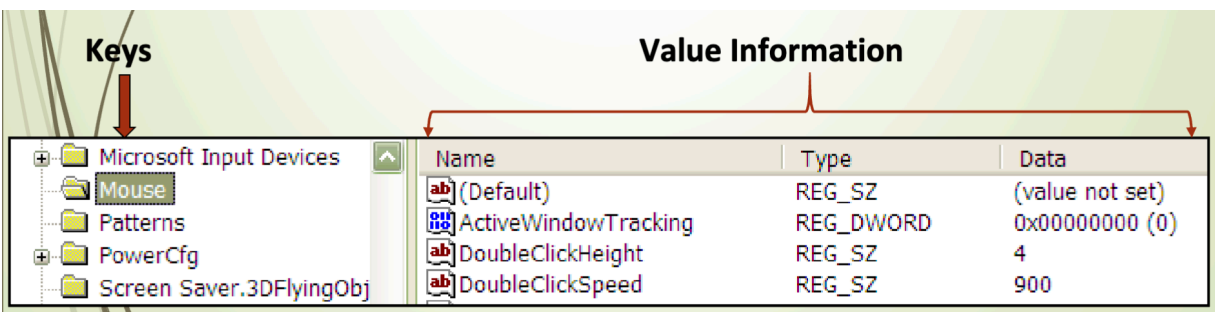 Keys
Value Information
Microsoft Input Devices
Mouse
Patterns
PowerCfg
Screen Saver.3DFlyingObj
Name Type Data
(Default) REG_SZ (value not set)
ActiveWindowTracking REG_DWORD 0x00000000 (0)
DoubleClickHeight REG_SZ 4
DoubleClickSpeed REG_SZ 900